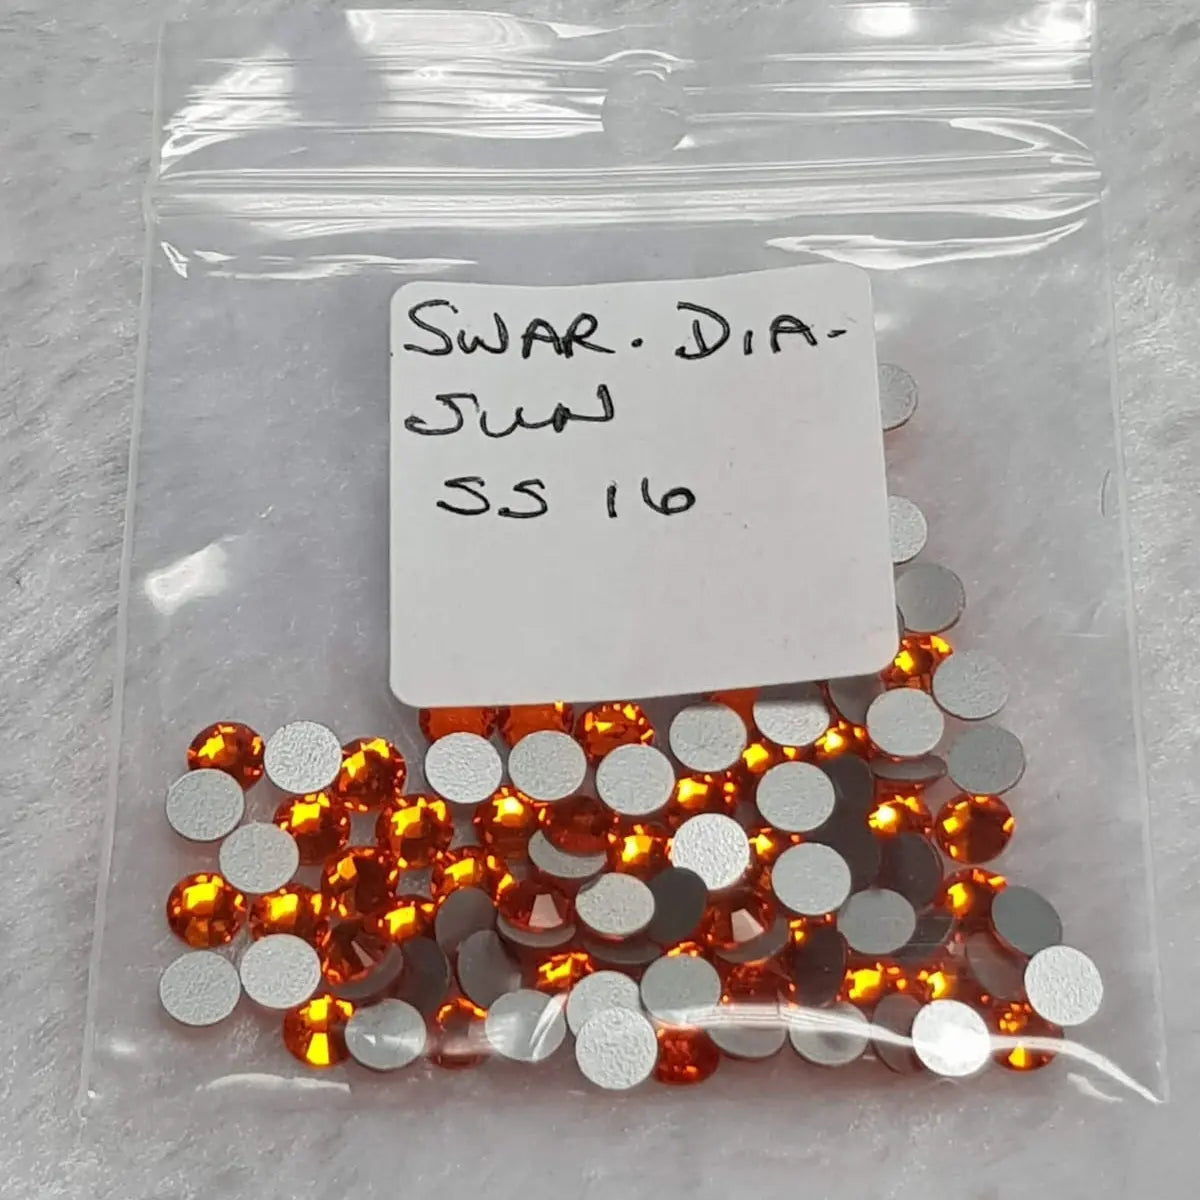 SWAR. DIA-
SUN
SS 16